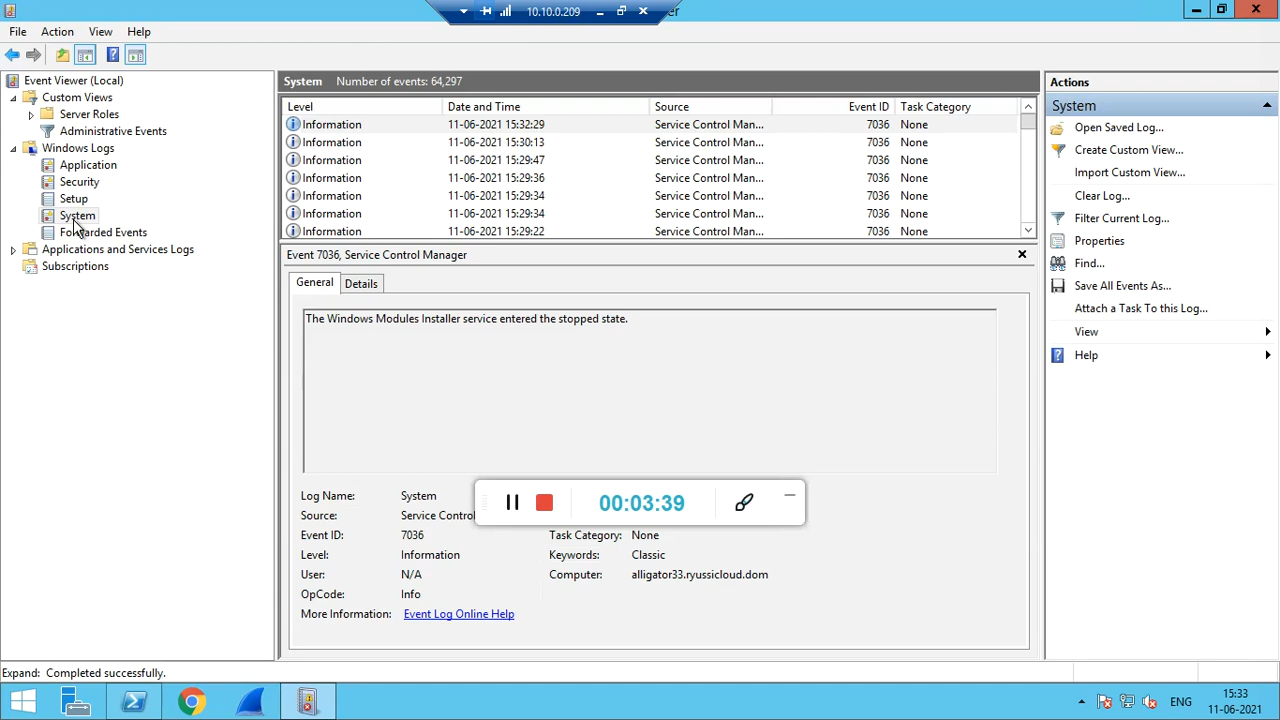 10.10.0.209
File Action View Help
Event Viewer (Local)
Custom Views
Server Roles
Administrative Events
Windows Logs
Application
Security
Setup
System
Forwarded Events
Applications and Services Logs
Subscriptions
System Number of events: 64,297
Level Date and Time Source Event ID Task Category
Information 11-06-2021 15:32:29 Service Control Man... 7036 None
Information 11-06-2021 15:30:13 Service Control Man... 7036 None
Information 11-06-2021 15:29:47 Service Control Man... 7036 None
Information 11-06-2021 15:29:36 Service Control Man... 7036 None
Information 11-06-2021 15:29:34 Service Control Man... 7036 None
Information 11-06-2021 15:29:34 Service Control Man... 7036 None
Information 11-06-2021 15:29:22 Service Control Man... 7036 None
Event 7036, Service Control Manager
General Details
The Windows Modules Installer service entered the stopped state.
Log Name: System
Source: Service Control
Event ID: 7036 Task Category: None
Level: Information Keywords: Classic
User: N/A Computer: alligator33.ryussicloud.dom
OpCode: Info
More Information: Event Log Online Help
00:03:39
Actions
System
Open Saved Log...
Create Custom View...
Import Custom View...
Clear Log...
Filter Current Log...
Properties
Find...
Save All Events As...
Attach a Task To this Log...
View
Help
Expand: Completed successfully.
ENG
15:33
11-06-2021